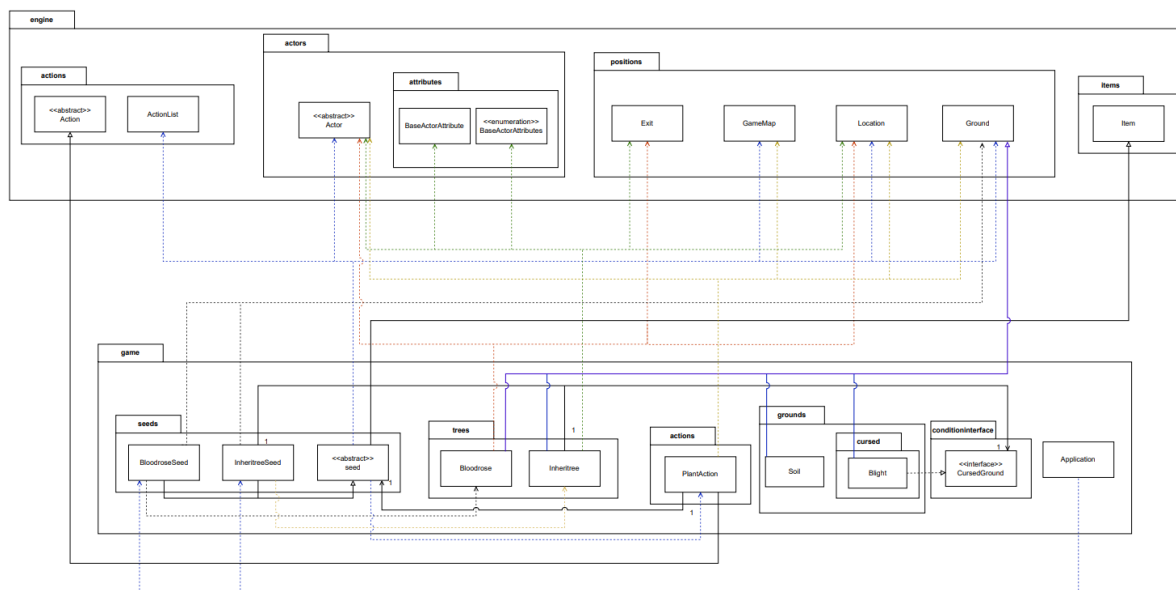 engine
actors
actions
attributes
positions
items
<<abstract>>
Action
ActionList
<<abstract>>
Actor
BaseActorAttribute
<<enumeration>>
BaseActorAttributes
Exit
GameMap
Location
Ground
Item
game
seeds
BloodroseSeed
InheritreeSeed
1
<<abstract>>
seed
1
trees
1
Bloodrose
Inheritree
actions
PlantAction
1
grounds
Soil
cursed
Blight
conditioninterface
1
<<interface>>
CursedGround
Application